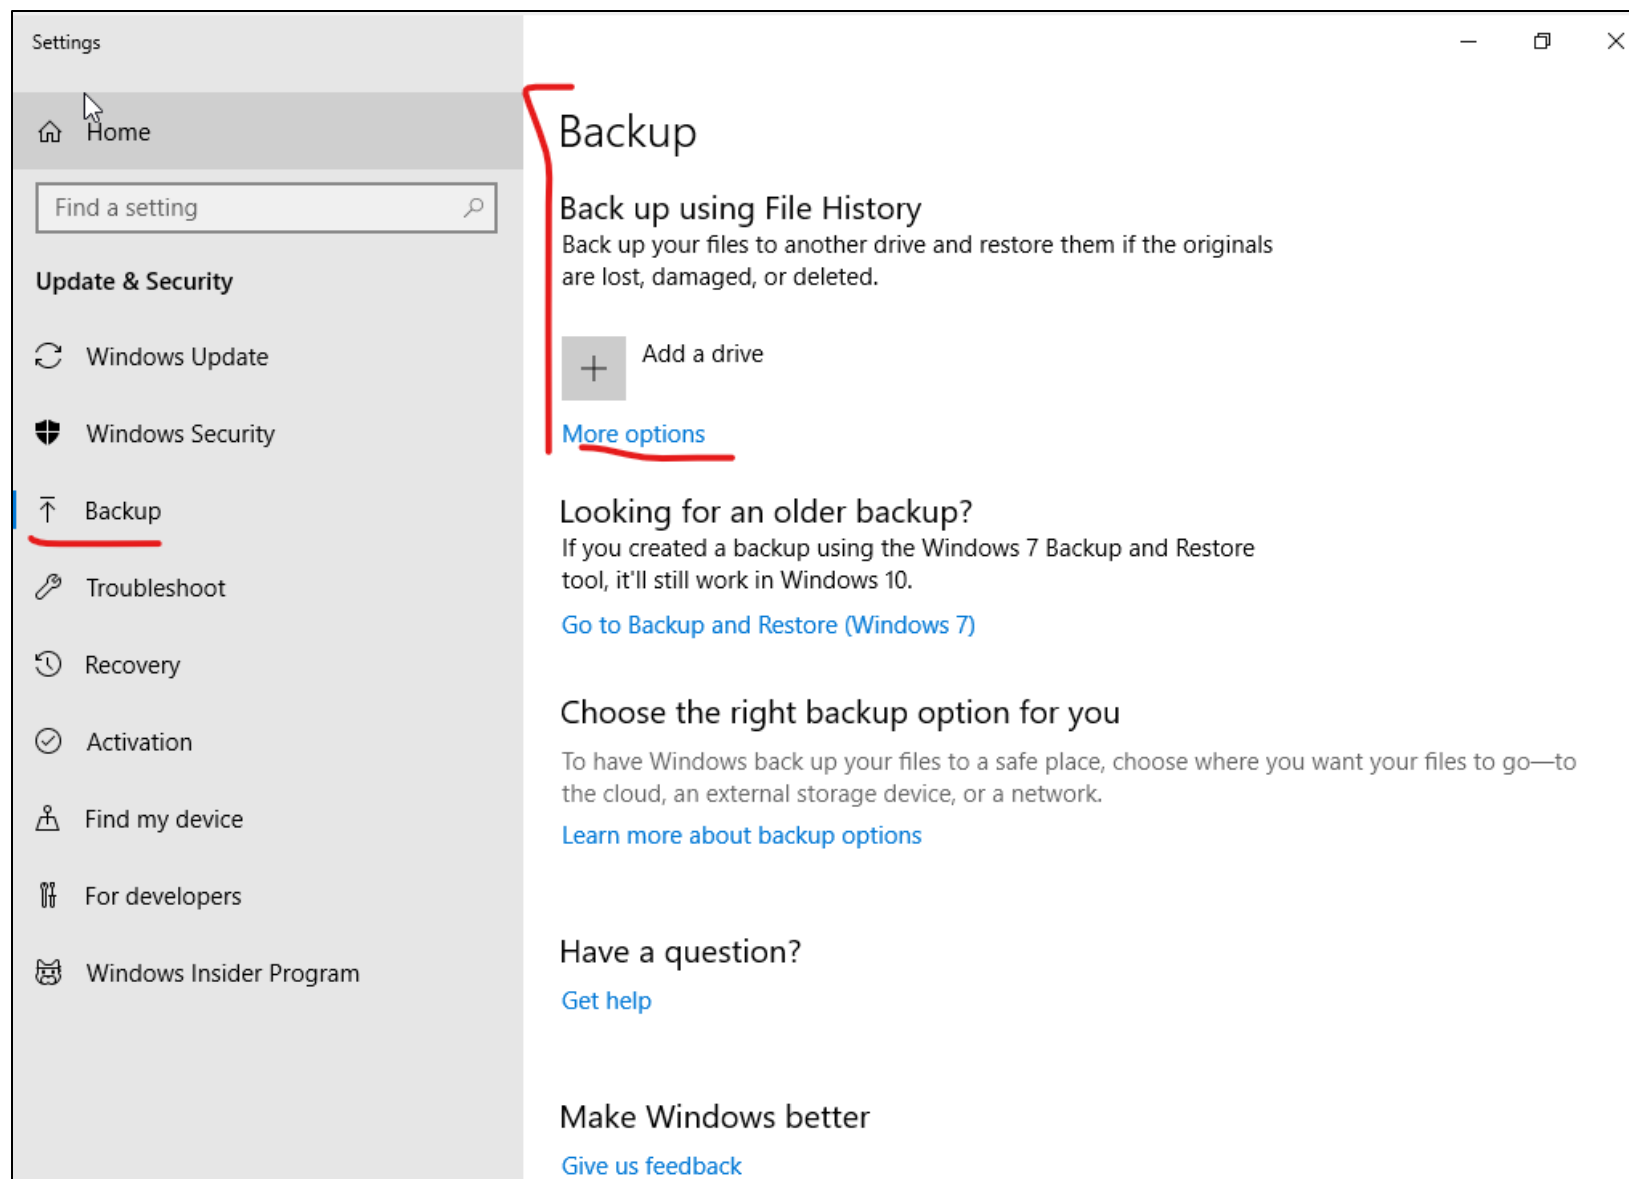 Settings
Home
Find a setting
Update & Security
Windows Update
Windows Security
Backup
Troubleshoot
Recovery
Activation
Find my device
For developers
Windows Insider Program
Backup
Back up using File History
Back up your files to another drive and restore them if the originals
are lost, damaged, or deleted.
Add a drive
More options
Looking for an older backup?
If you created a backup using the Windows 7 Backup and Restore
tool, it'll still work in Windows 10.
Go to Backup and Restore (Windows 7)
Choose the right backup option for you
To have Windows back up your files to a safe place, choose where you want your files to go—to
the cloud, an external storage device, or a network.
Learn more about backup options
Have a question?
Get help
Make Windows better
Give us feedback